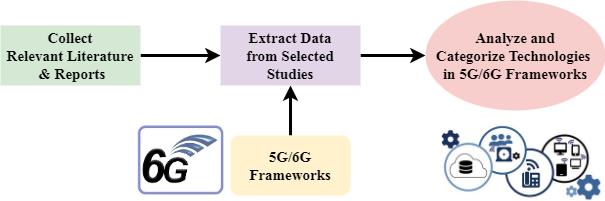 Collect
Relevant Literature
& Reports
Extract Data
from Selected
Studies
Analyze and
Categorize Technologies
in 5G/6G Frameworks
6G
5G/6G
Frameworks